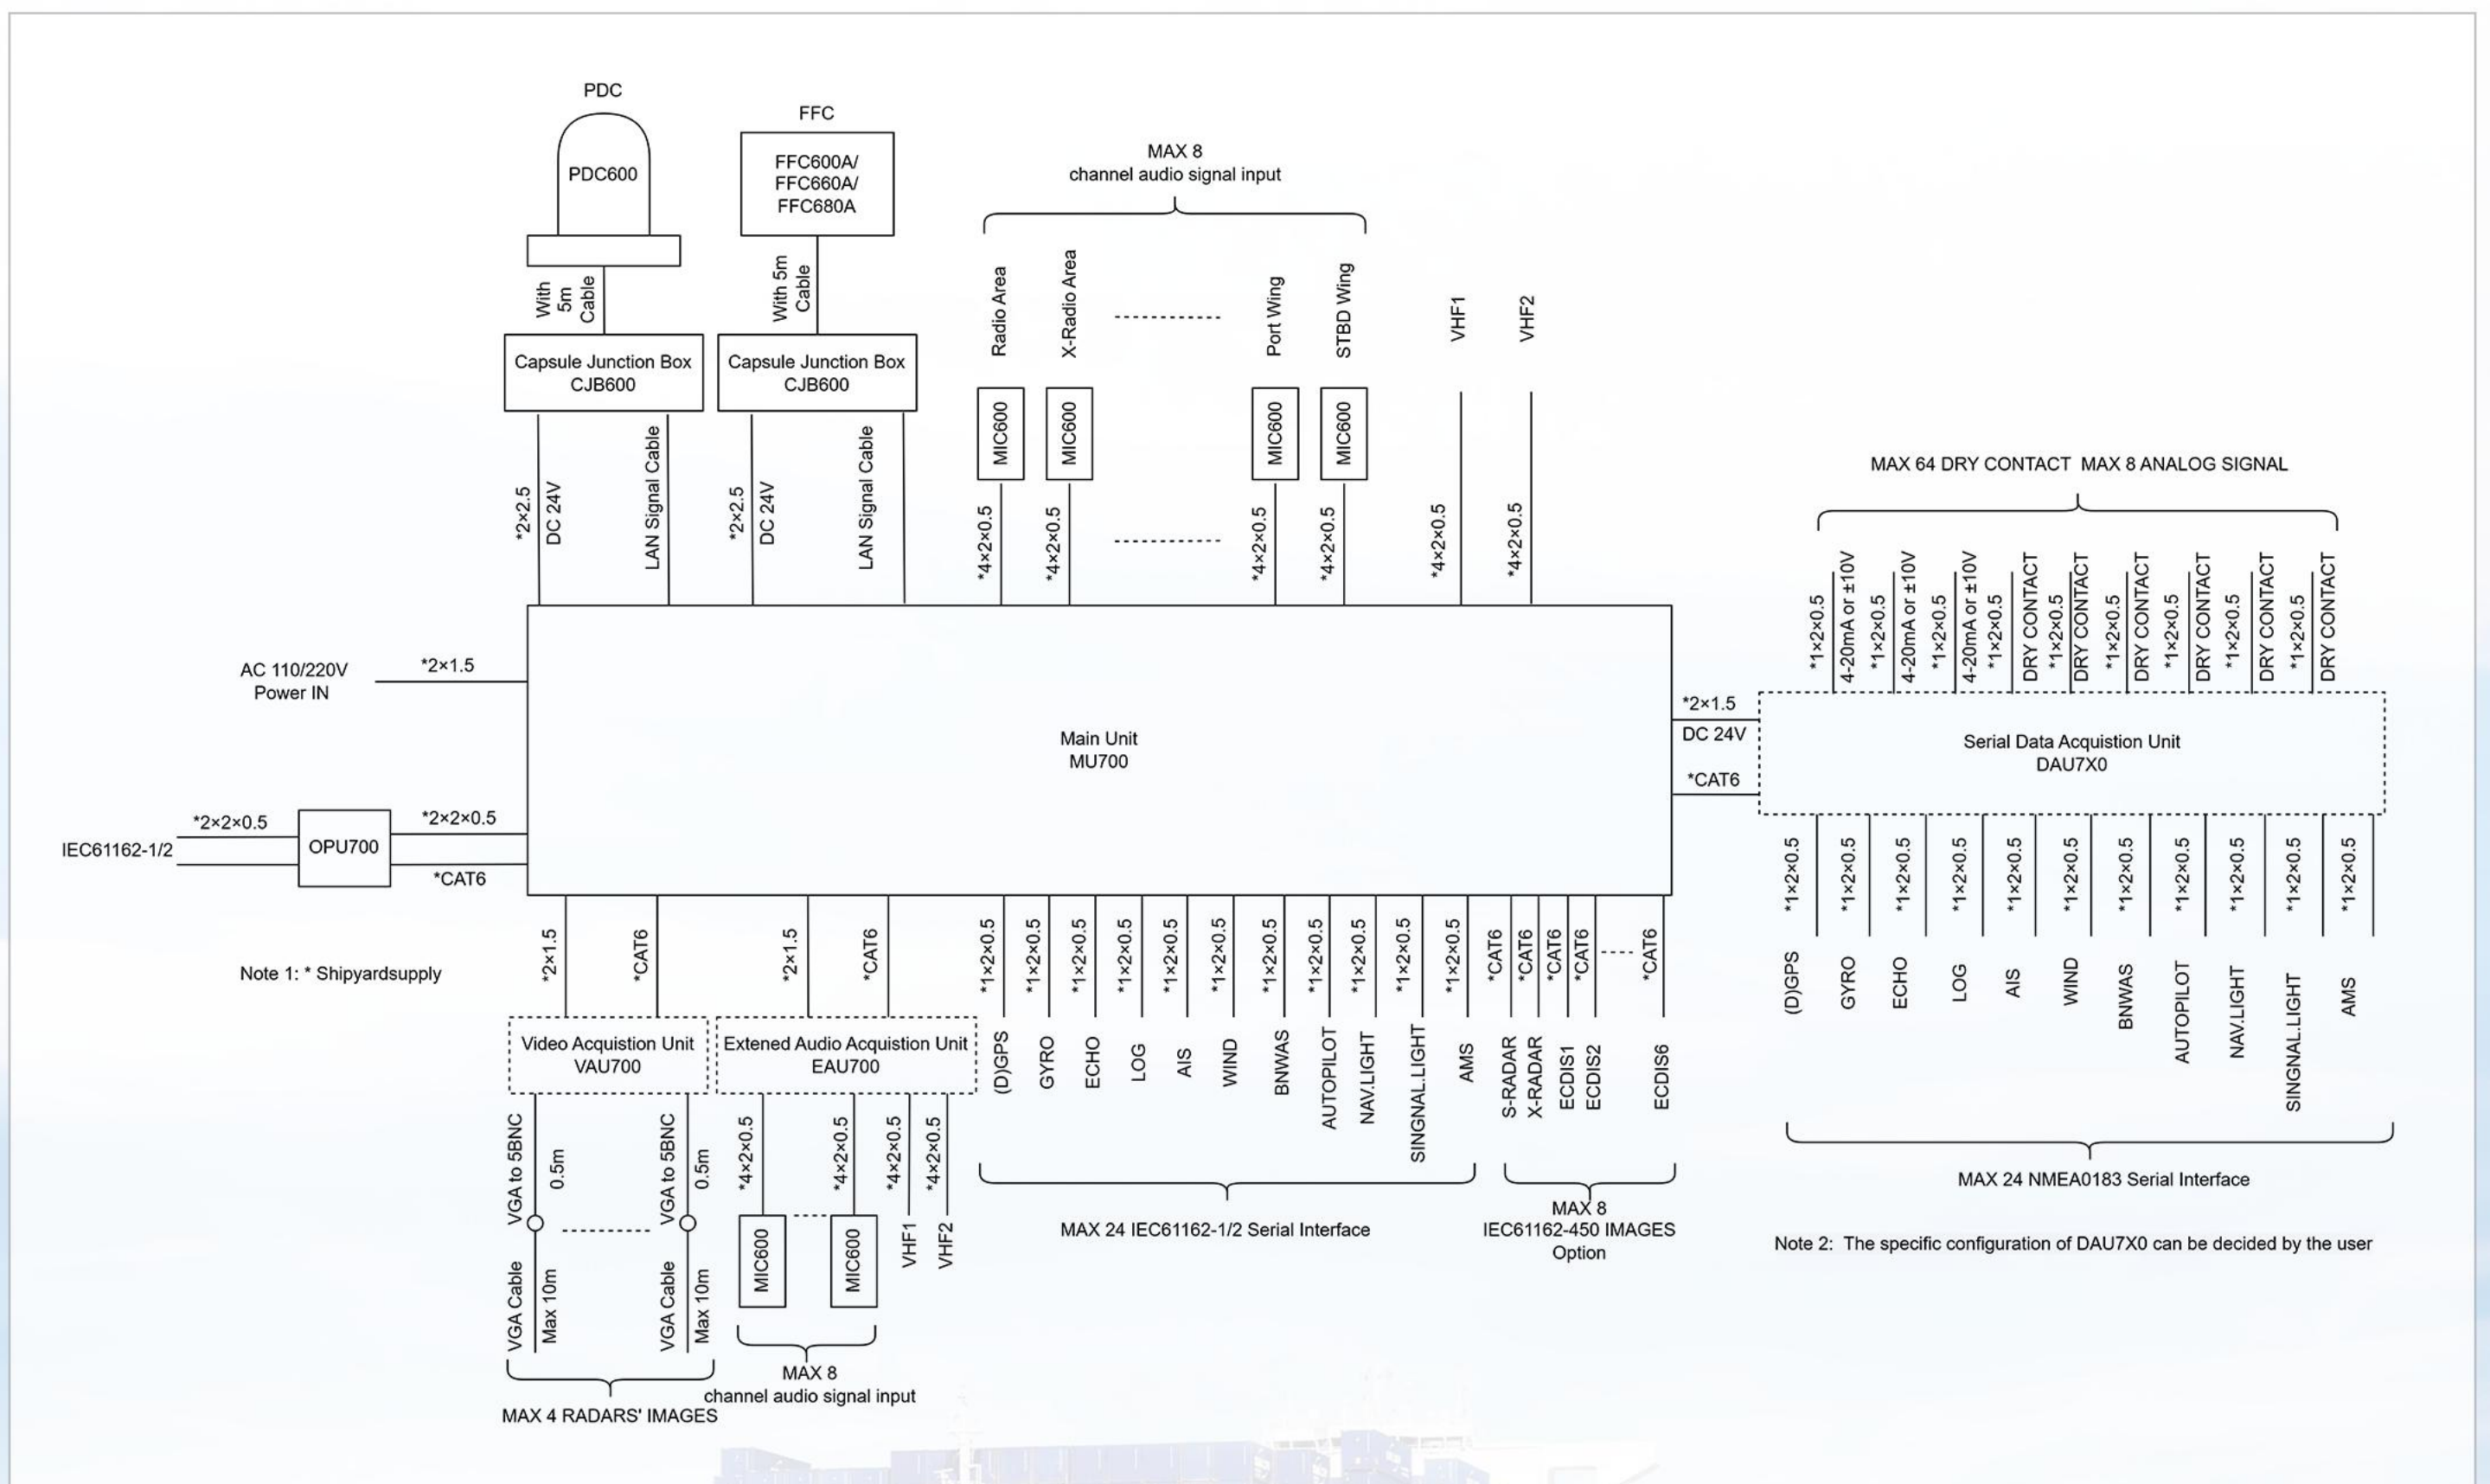 PDC
PDC600
With
5m
Cable
Capsule Junction Box
CJB600
*2×2.5
DC 24V
LAN Signal Cable
FFC
FFC600A/
FFC660A/
FFC680A
With 5m
Cable
Capsule Junction Box
CJB600
*2×2.5
DC 24V
LAN Signal Cable
MAX 8
channel audio signal input
Radio Area
X-Radio Area
Port Wing
STBD Wing
MIC600
MIC600
MIC600
MIC600
*4×2×0.5
*4×2×0.5
*4×2×0.5
*4×2×0.5
VHF1
VHF2
*4×2×0.5
*4×2×0.5
MAX 64 DRY CONTACT MAX 8 ANALOG SIGNAL
*1×2×0.5
4-20mA or ±10V
*1×2×0.5
4-20mA or ±10V
*1×2×0.5
4-20mA or ±10V
*1×2×0.5
DRY CONTACT
*1×2×0.5
DRY CONTACT
*1×2×0.5
DRY CONTACT
*1×2×0.5
DRY CONTACT
*1×2×0.5
DRY CONTACT
*1×2×0.5
DRY CONTACT
AC 110/220V
Power IN
*2×1.5
Main Unit
MU700
*2×1.5
DC 24V
*CAT6
Serial Data Acquistion Unit
DAU7X0
IEC61162-1/2
*2×2×0.5
OPU700
*2×2×0.5
*CAT6
Note 1: * Shipyardsupply
*2×1.5
*CAT6
Video Acquistion Unit
VAU700
VGA to 5BNC
0.5m
VGA to 5BNC
0.5m
VGA Cable
Max 10m
VGA Cable
Max 10m
MAX 4 RADARS' IMAGES
*2×1.5
*CAT6
Extened Audio Acquistion Unit
EAU700
*4×2×0.5
*4×2×0.5
*4×2×0.5
*4×2×0.5
MIC600
MIC600
VHF1
VHF2
MAX 8
channel audio signal input
*1×2×0.5
*1×2×0.5
*1×2×0.5
*1×2×0.5
*1×2×0.5
*1×2×0.5
*1×2×0.5
*1×2×0.5
*1×2×0.5
*1×2×0.5
*1×2×0.5
(D)GPS
GYRO
ECHO
LOG
AIS
WIND
BNWAS
AUTOPILOT
NAV.LIGHT
SINGNAL.LIGHT
AMS
MAX 24 IEC61162-1/2 Serial Interface
*CAT6
*CAT6
*CAT6
*CAT6
*CAT6
S-RADAR
X-RADAR
ECDIS1
ECDIS2
ECDIS6
MAX 8
IEC61162-450 IMAGES
Option
*1×2×0.5
*1×2×0.5
*1×2×0.5
*1×2×0.5
*1×2×0.5
*1×2×0.5
*1×2×0.5
*1×2×0.5
*1×2×0.5
*1×2×0.5
*1×2×0.5
(D)GPS
GYRO
ECHO
LOG
AIS
WIND
BNWAS
AUTOPILOT
NAV.LIGHT
SINGNAL.LIGHT
AMS
MAX 24 NMEA0183 Serial Interface
Note 2: The specific configuration of DAU7X0 can be decided by the user